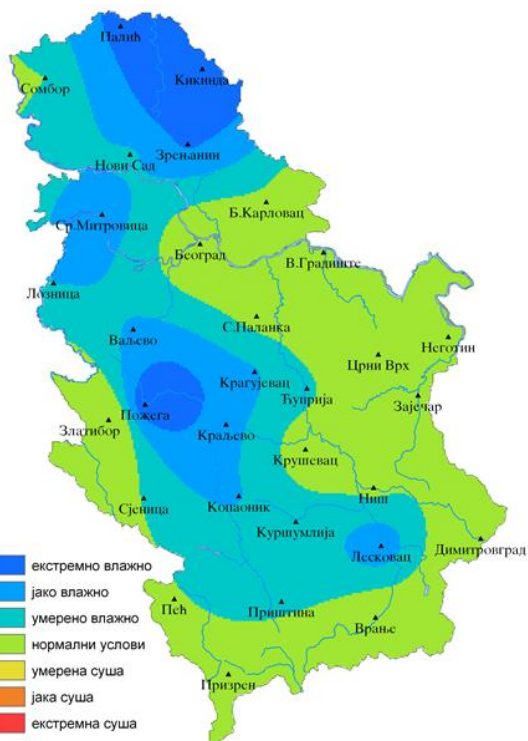 Палић
Кикинда
Сомбор
Зрењанин
Нови Сад
Б.Карловац
Ср.Митровица
Београд
В.Градиште
Лозница
С.Паланка
Ваљево
Неготин
Црни Врх
Крагујевац
Ћуприја
Зајечар
Пожега
Златибор
Краљево
Крушевац
Ниш
Сјеница
Копаоник
Куршумлија
Димитровград
Лесковац
Пећ
Приштина
Врање
Призрен
екстремно влажно
јако влажно
умерено влажно
нормални услови
умерена суша
јака суша
екстремна суша